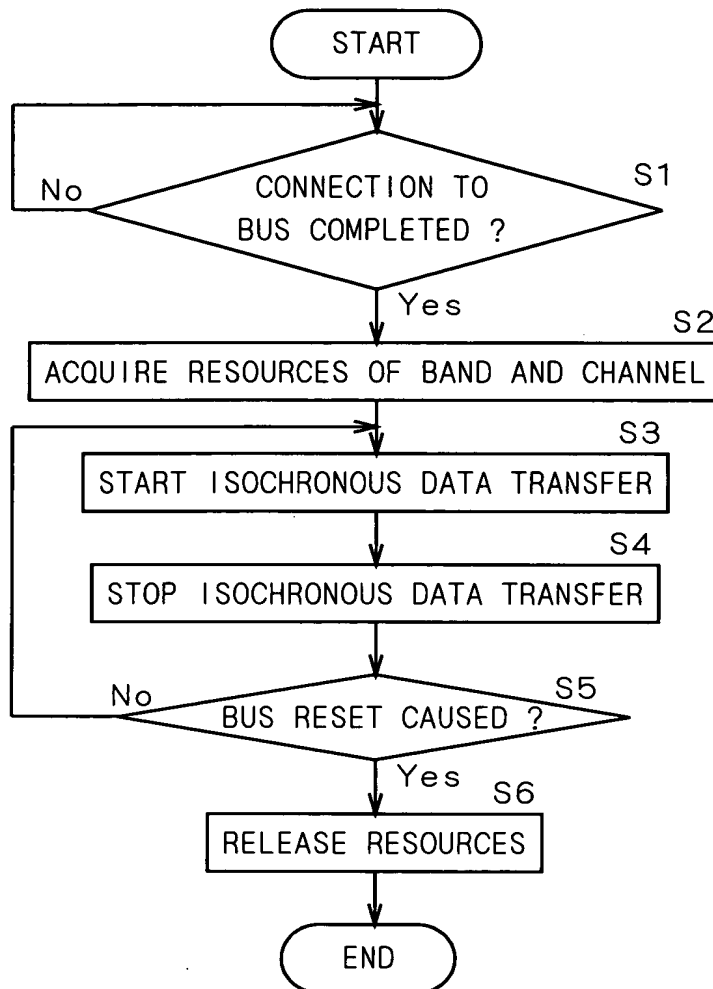 START
CONNECTION TO
BUS COMPLETED ?
S1
No
Yes
S2
ACQUIRE RESOURCES OF BAND AND CHANNEL
S3
START ISOCHRONOUS DATA TRANSFER
S4
STOP ISOCHRONOUS DATA TRANSFER
No
S5
BUS RESET CAUSED ?
Yes
S6
RELEASE RESOURCES
END